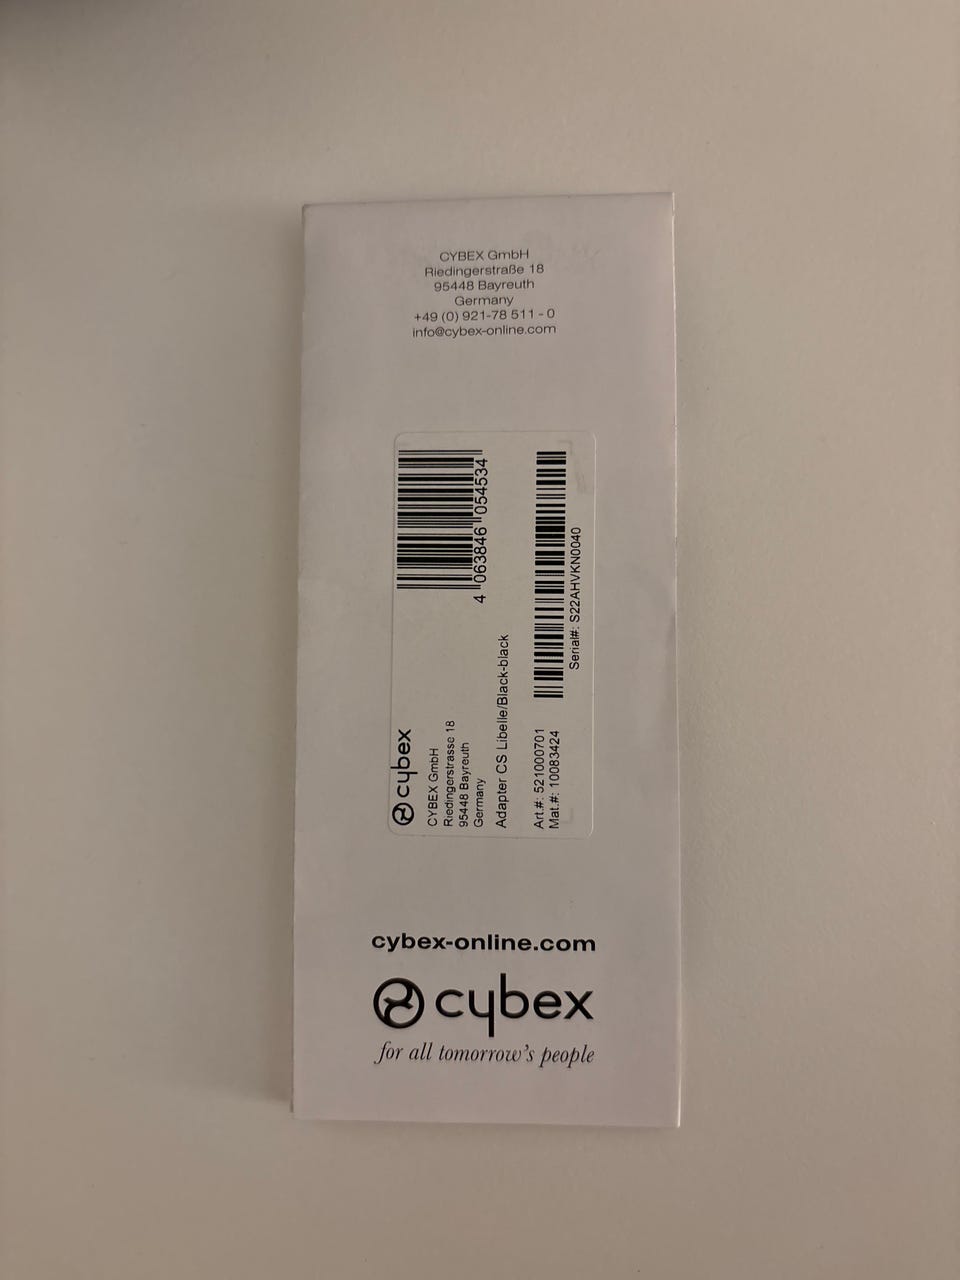 CYBEX GmbH
Riedingerstraße 18
95448 Bayreuth
Germany
+49 (0) 921-78 511 - 0
info@cybex-online.com
cybex
CYBEX GmbH
Riedingerstrasse 18
95448 Bayreuth
Germany
4 063846 054534
Adapter CS Libelle/Black-black
Art.#: 521000701
Mat.#: 10083424
Serial#: S22AHVKN0040
cybex-online.com
cybex
for all tomorrow's people